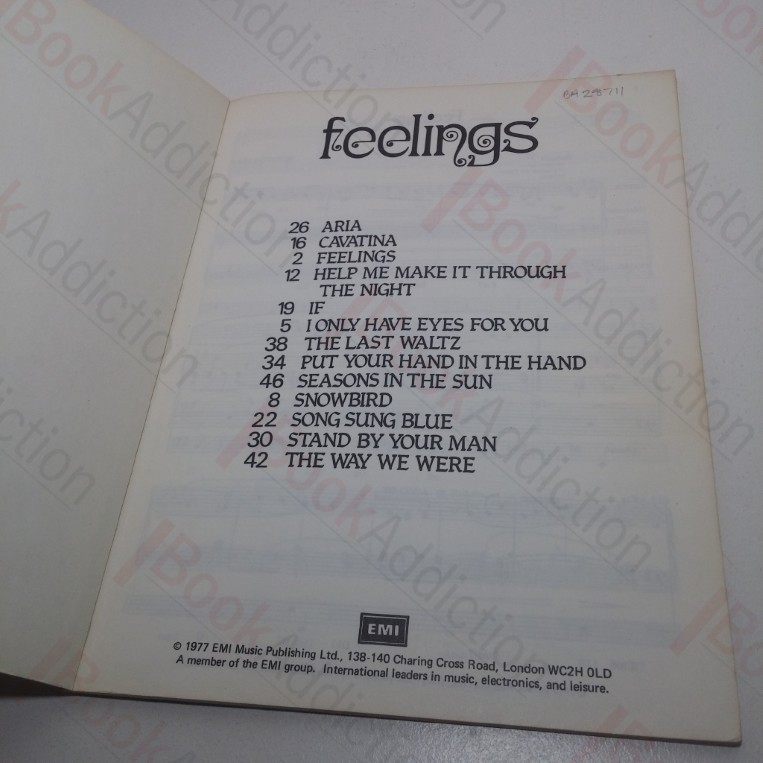 BA28711
feelings
26 ARIA
16 CAVATINA
2 FEELINGS
12 HELP ME MAKE IT THROUGH
THE NIGHT
19 IF
5 I ONLY HAVE EYES FOR YOU
38 THE LAST WALTZ
34 PUT YOUR HAND IN THE HAND
46 SEASONS IN THE SUN
8 SNOWBIRD
22 SONG SUNG BLUE
30 STAND BY YOUR MAN
42 THE WAY WE WERE
EMI
© 1977 EMI Music Publishing Ltd., 138-140 Charing Cross Road, London WC2H 0LD
A member of the EMI group. International leaders in music, electronics, and leisure.
BookAddiction